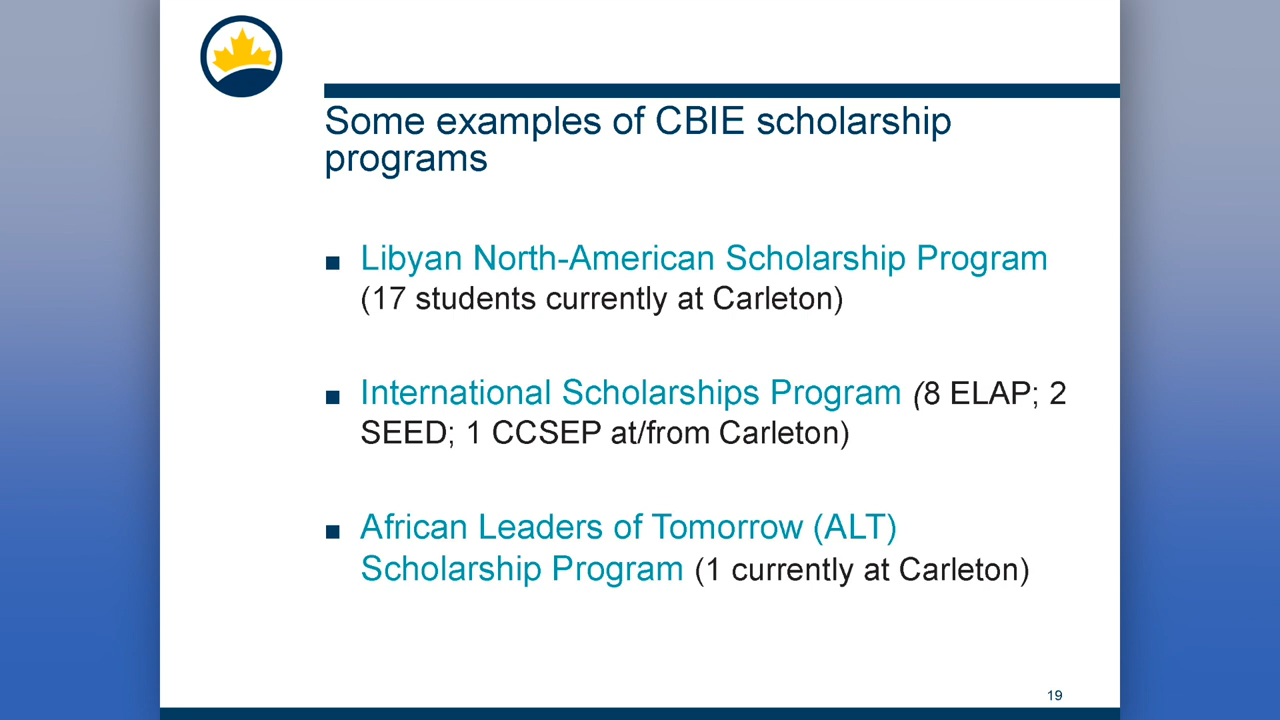 Some examples of CBIE scholarship
programs
■ Libyan North-American Scholarship Program
(17 students currently at Carleton)
■ International Scholarships Program (8 ELAP; 2
SEED; 1 CCSEP at/from Carleton)
■ African Leaders of Tomorrow (ALT)
Scholarship Program (1 currently at Carleton)
19